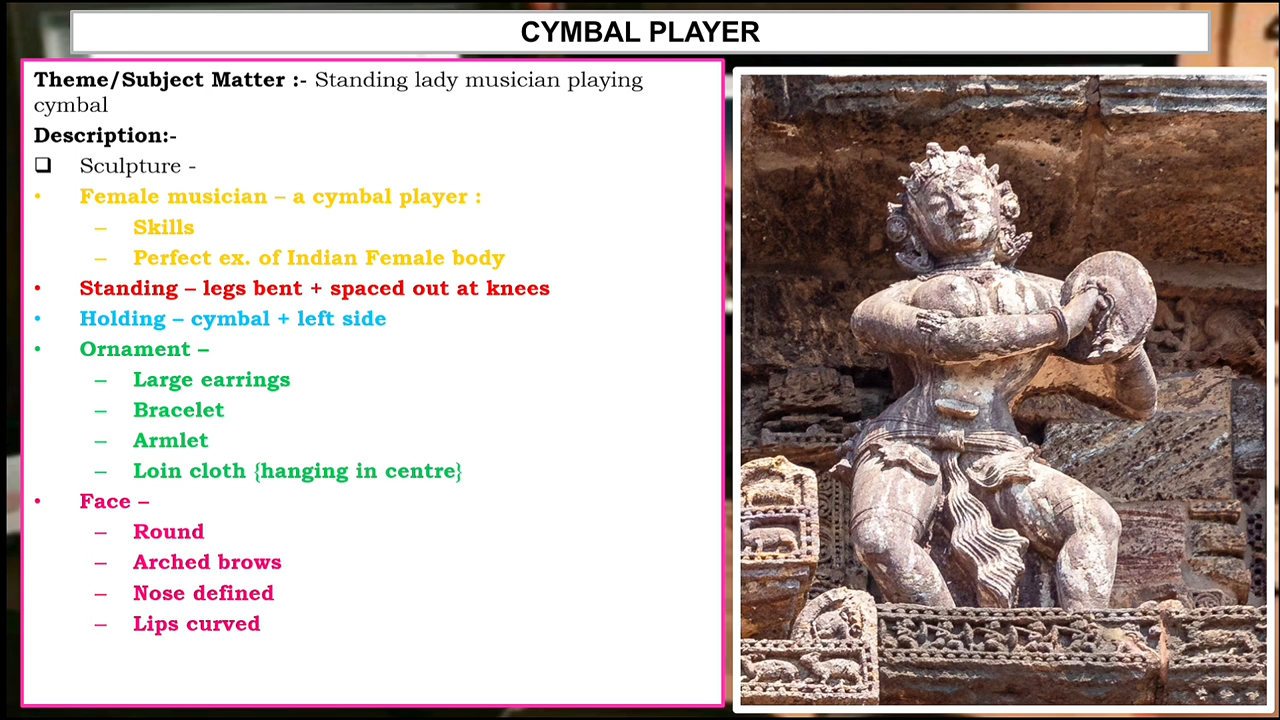 CYMBAL PLAYER
Theme/Subject Matter :- Standing lady musician playing
cymbal
Description:-
❑ Sculpture -
• Female musician – a cymbal player :
– Skills
– Perfect ex. of Indian Female body
• Standing – legs bent + spaced out at knees
• Holding – cymbal + left side
• Ornament –
– Large earrings
– Bracelet
– Armlet
– Loin cloth {hanging in centre}
• Face –
– Round
– Arched brows
– Nose defined
– Lips curved